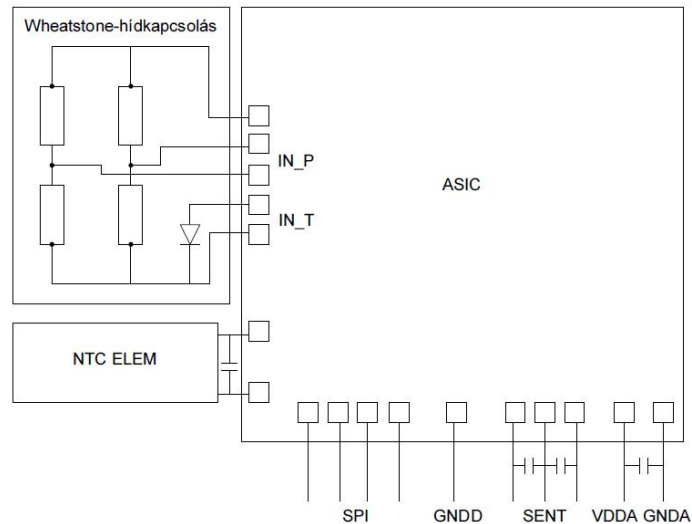 Wheatstone-hídkapcsolás
IN_P
ASIC
IN_T
NTC ELEM
SPI
GNDD
SENT
VDDA
GNDA